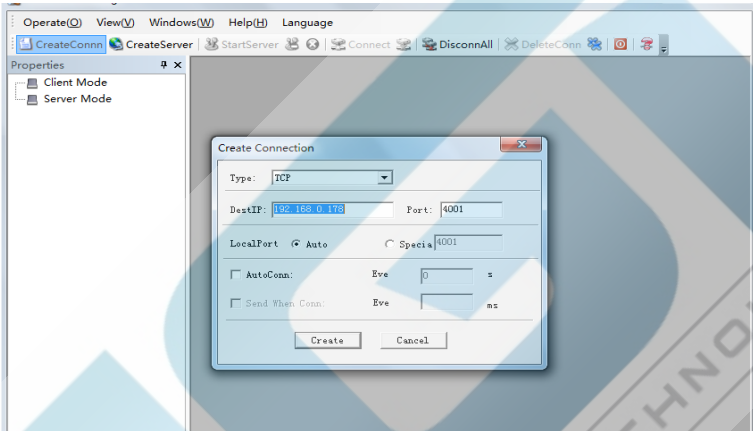 Operate(O) View(V) Windows(W) Help(H) Language
CreateConnn CreateServer StartServer Connect DisconnAll DeleteConn
Properties
Client Mode
Server Mode
Create Connection
Type: TCP
DestIP: 192.168.0.178 Port: 4001
LocalPort Auto Specia 4001
AutoConn: Eve 0 s
Send When Conn: Eve ms
Create Cancel
HNO